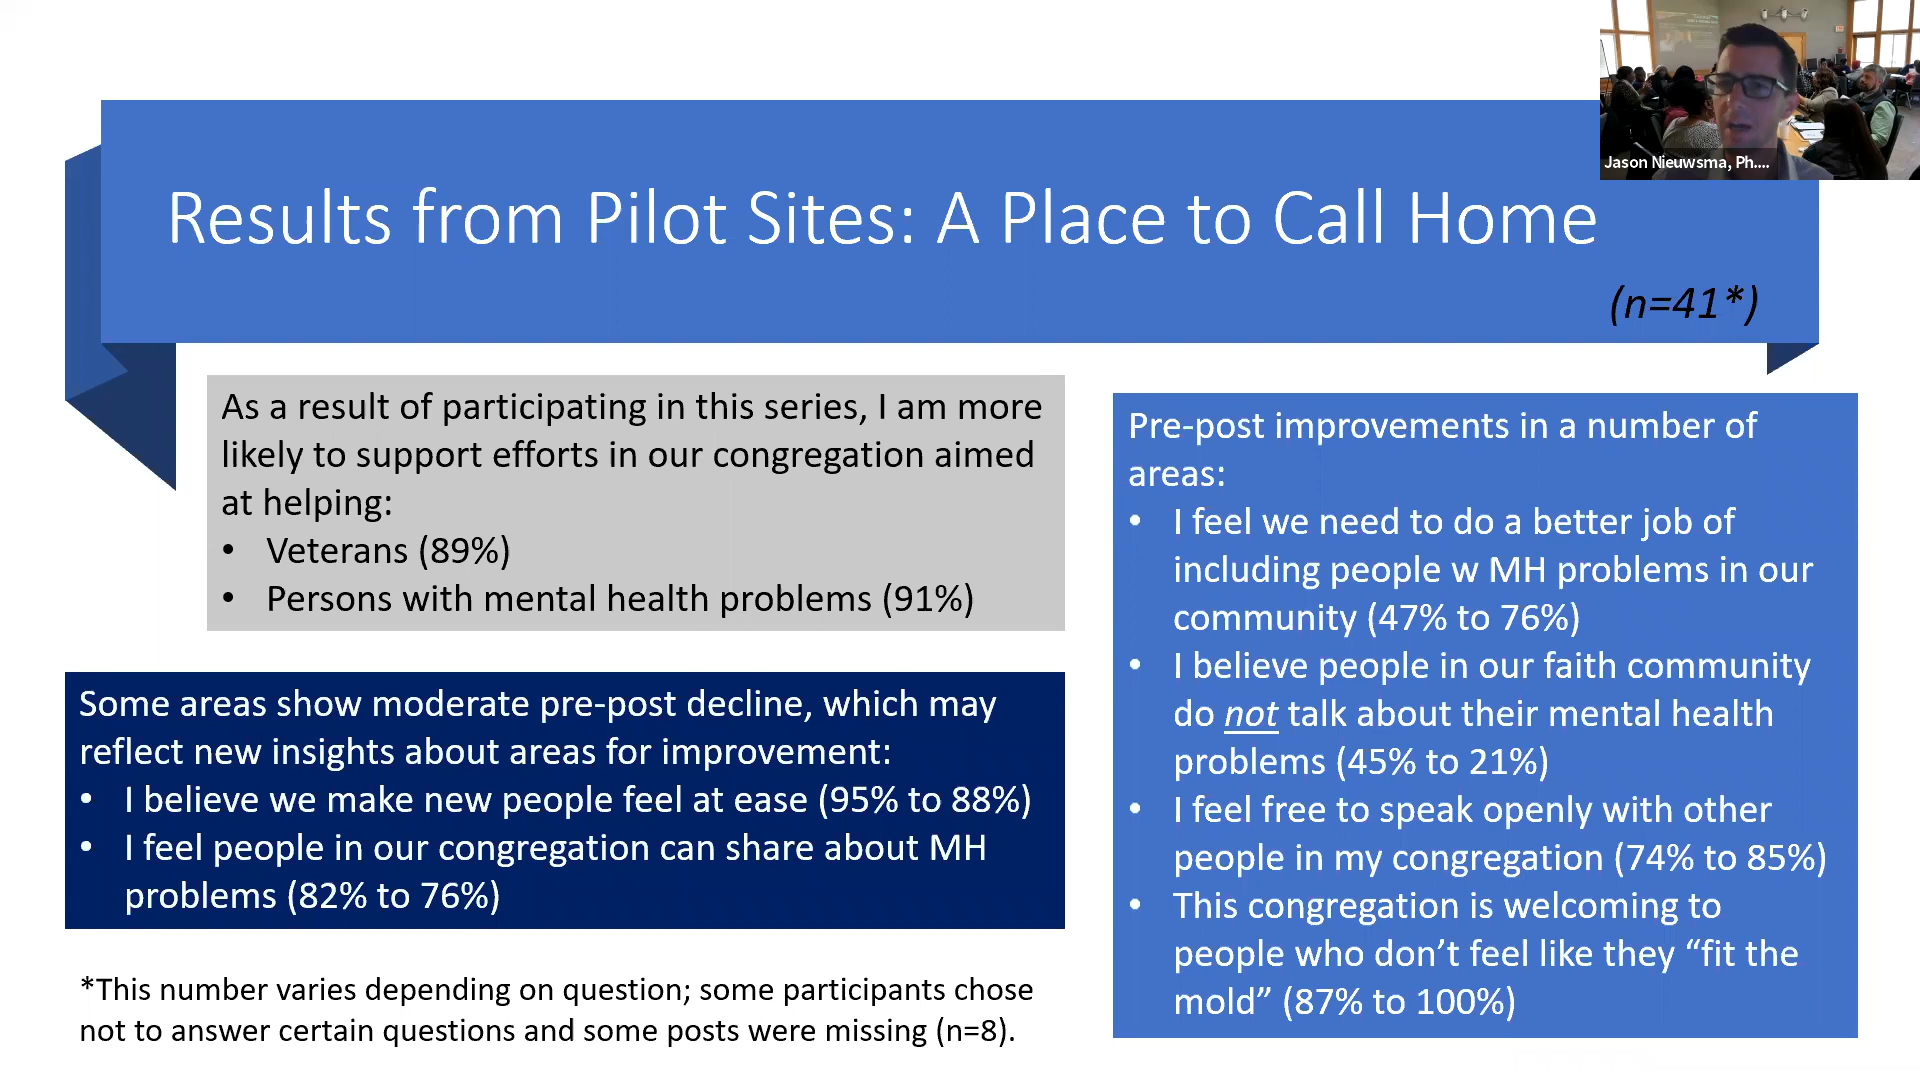 Jason Nieuwsma, Ph....
Results from Pilot Sites: A Place to Call Home
(n=41*)
As a result of participating in this series, I am more
likely to support efforts in our congregation aimed
at helping:
• Veterans (89%)
• Persons with mental health problems (91%)
Some areas show moderate pre-post decline, which may
reflect new insights about areas for improvement:
• I believe we make new people feel at ease (95% to 88%)
• I feel people in our congregation can share about MH
problems (82% to 76%)
*This number varies depending on question; some participants chose
not to answer certain questions and some posts were missing (n=8).
Pre-post improvements in a number of
areas:
• I feel we need to do a better job of
including people w MH problems in our
community (47% to 76%)
• I believe people in our faith community
do not talk about their mental health
problems (45% to 21%)
• I feel free to speak openly with other
people in my congregation (74% to 85%)
• This congregation is welcoming to
people who don’t feel like they “fit the
mold” (87% to 100%)